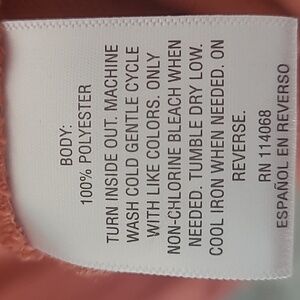 BODY:
100% POLYESTER
TURN INSIDE OUT. MACHINE
WASH COLD GENTLE CYCLE
WITH LIKE COLORS. ONLY
NON-CHLORINE BLEACH WHEN
NEEDED. TUMBLE DRY LOW.
COOL IRON WHEN NEEDED. ON
REVERSE.
RN 114068
ESPAÑOL EN REVERSO